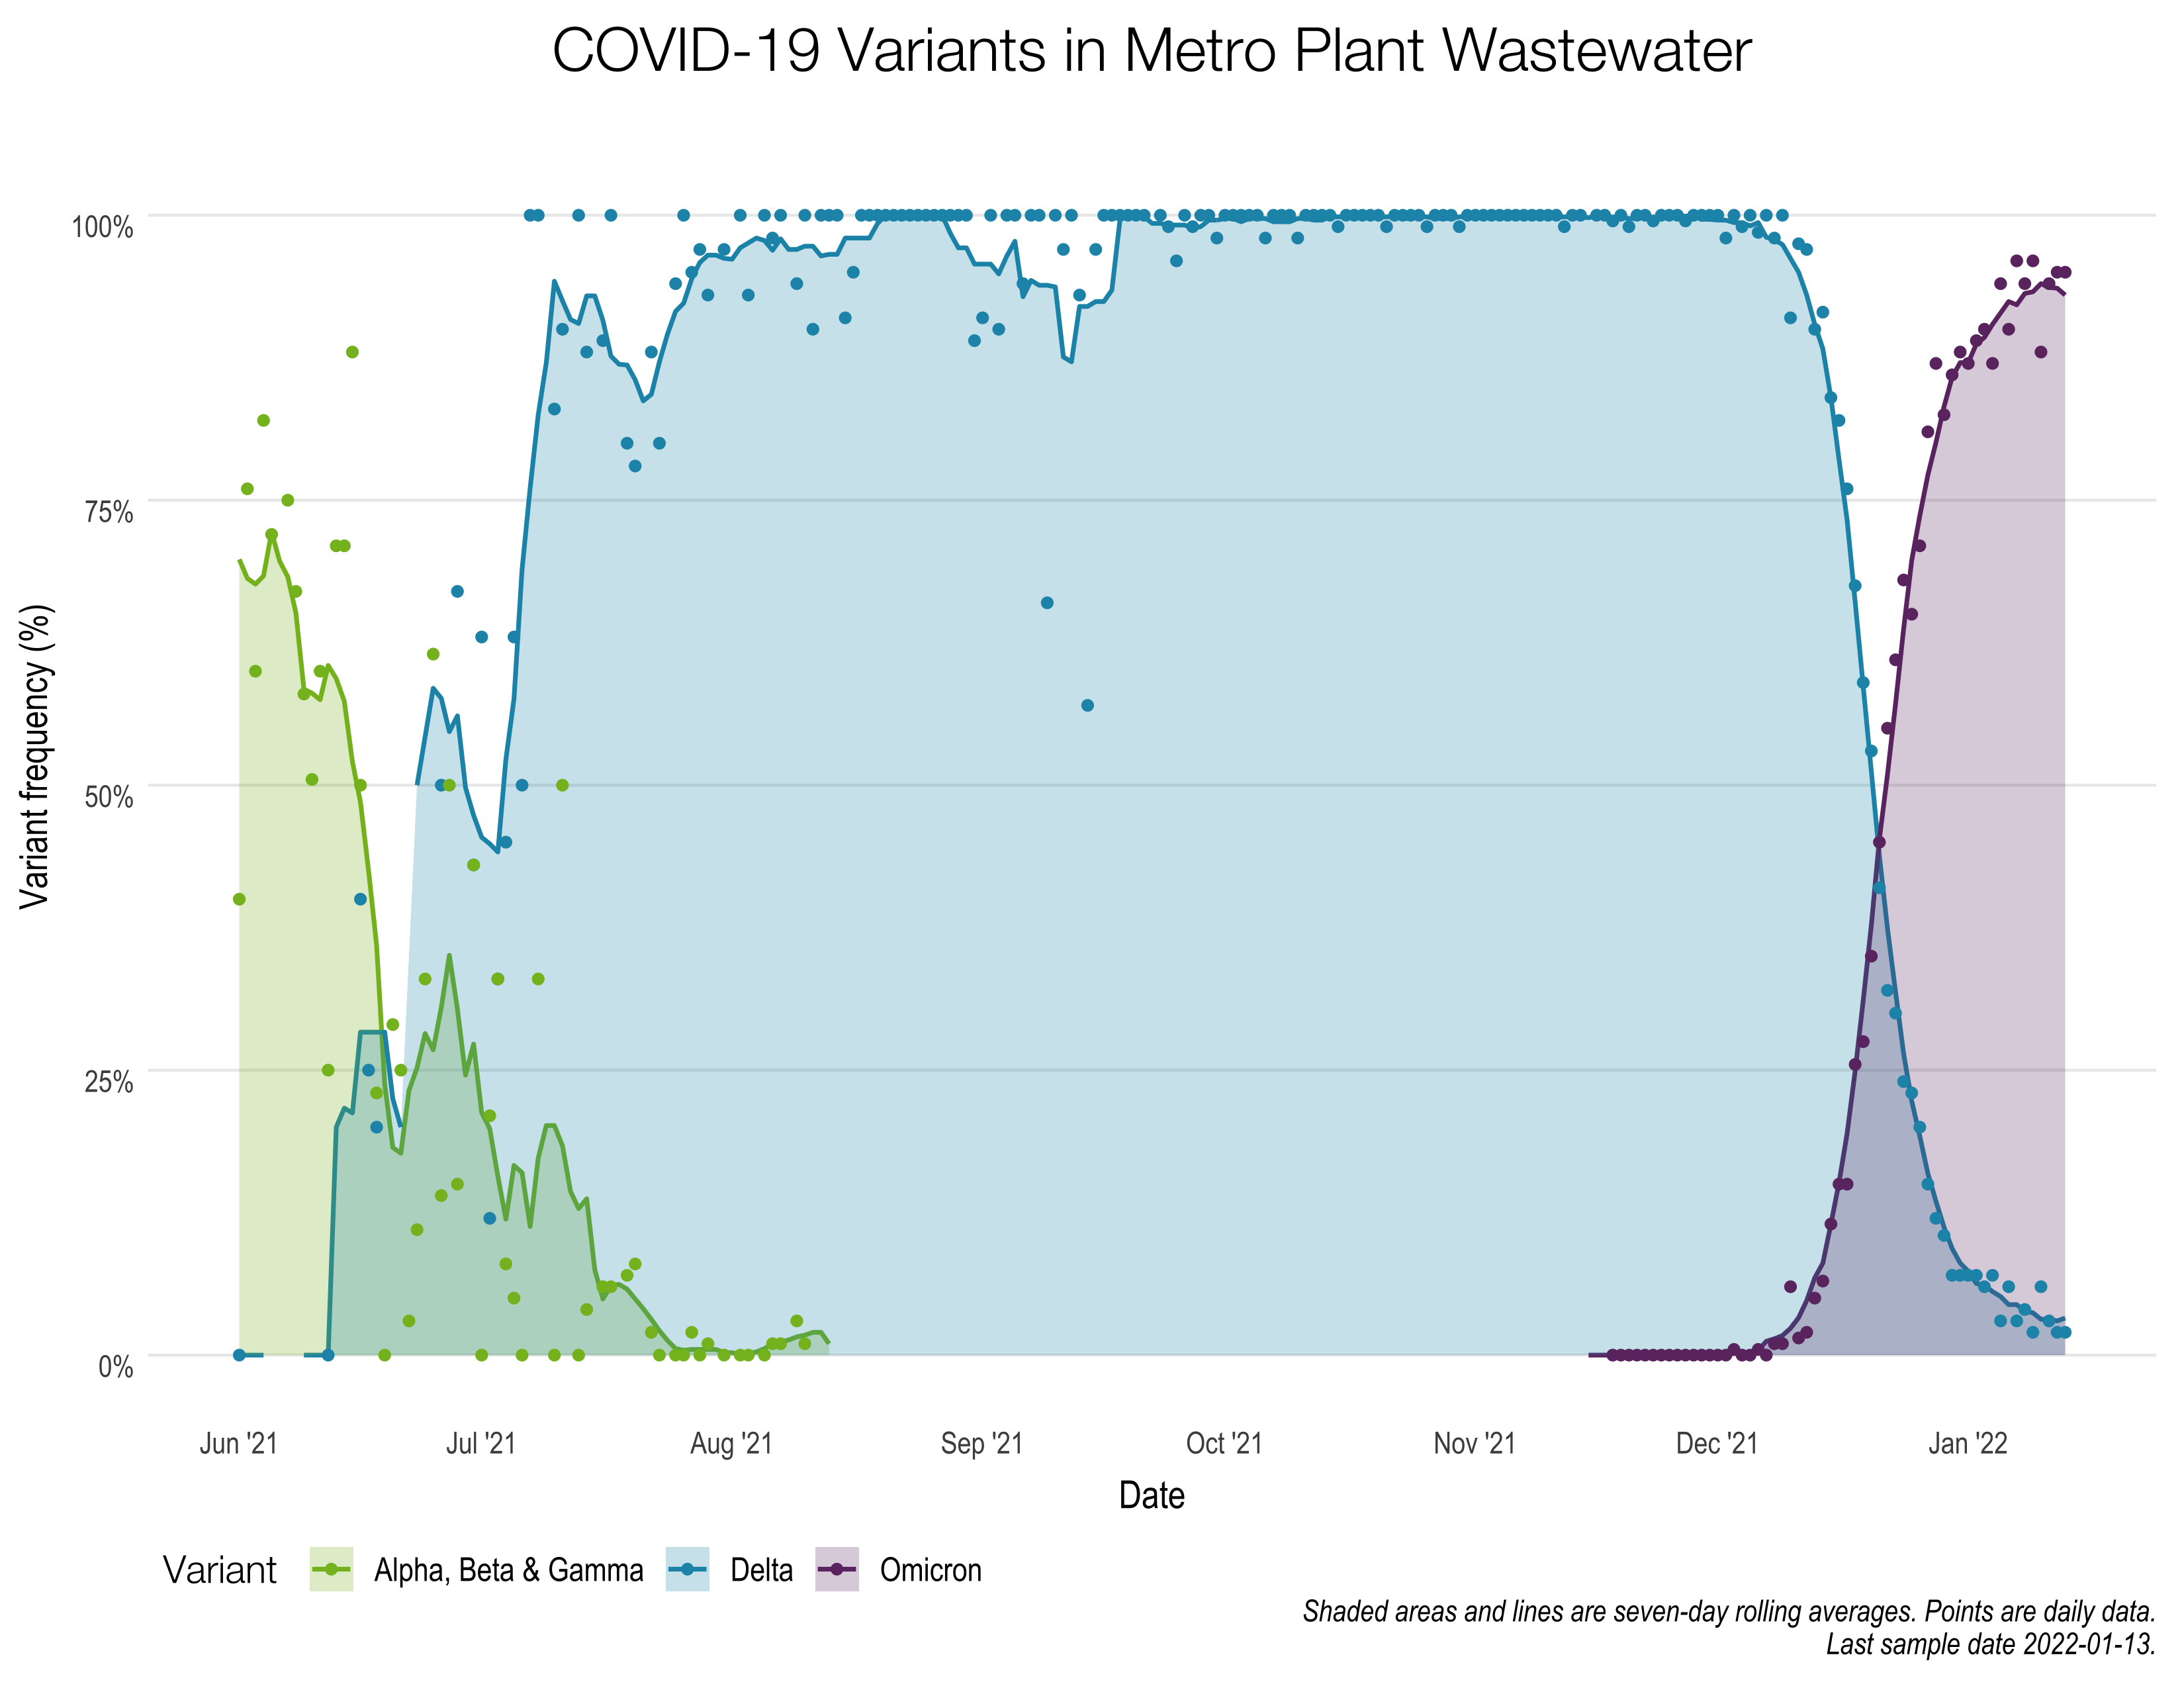 COVID-19 Variants in Metro Plant Wastewater
Variant frequency (%)
100%
75%
50%
25%
0%
Jun '21 Jul '21 Aug '21 Sep '21 Oct '21 Nov '21 Dec '21 Jan '22
Date
Variant Alpha, Beta & Gamma Delta Omicron
Shaded areas and lines are seven-day rolling averages. Points are daily data.
Last sample date 2022-01-13.